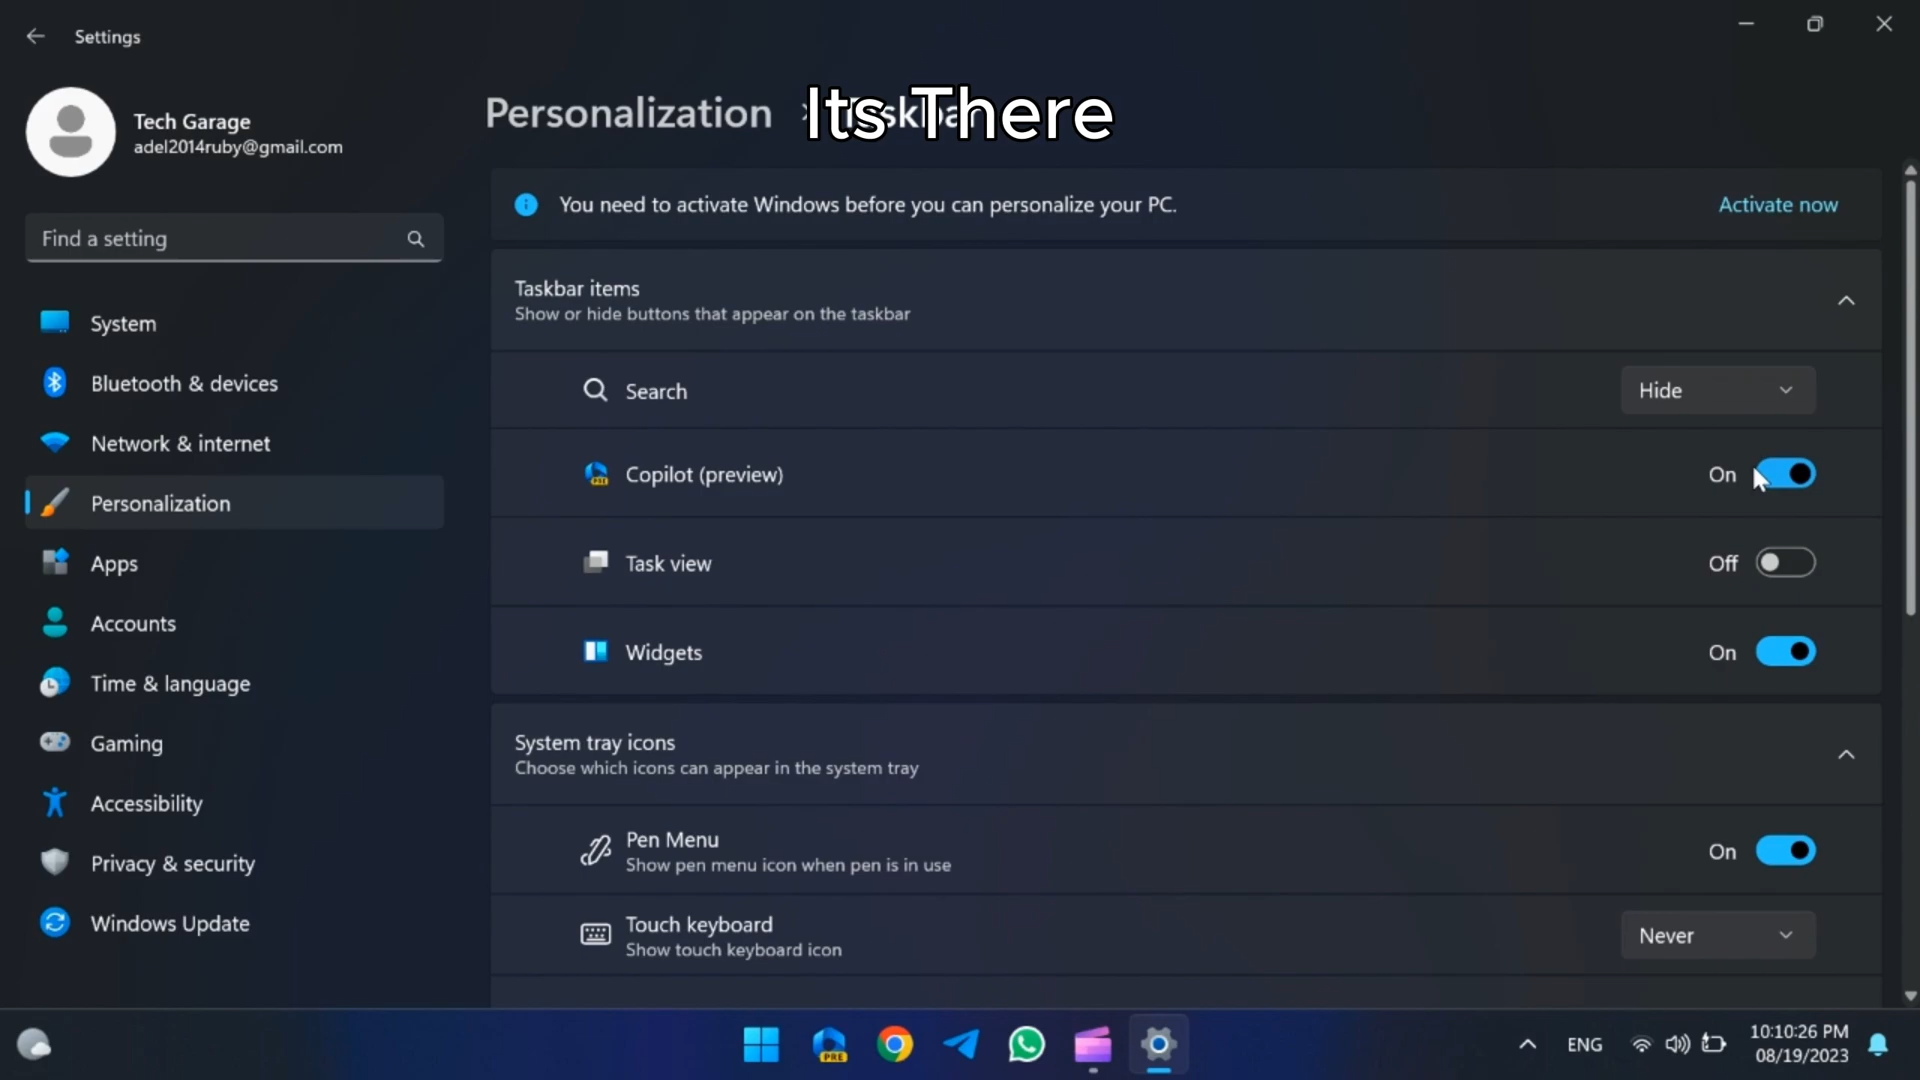 Settings
Tech Garage
adel2014ruby@gmail.com
Find a setting
System
Bluetooth & devices
Network & internet
Personalization
Apps
Accounts
Time & language
Gaming
Accessibility
Privacy & security
Windows Update
Personalization > Taskbar
Its There
You need to activate Windows before you can personalize your PC.
Activate now
Taskbar items
Show or hide buttons that appear on the taskbar
Search
Hide
Copilot (preview)
On
Task view
Off
Widgets
On
System tray icons
Choose which icons can appear in the system tray
Pen Menu
Show pen menu icon when pen is in use
On
Touch keyboard
Show touch keyboard icon
Never
PRE
ENG
10:10:26 PM
08/19/2023